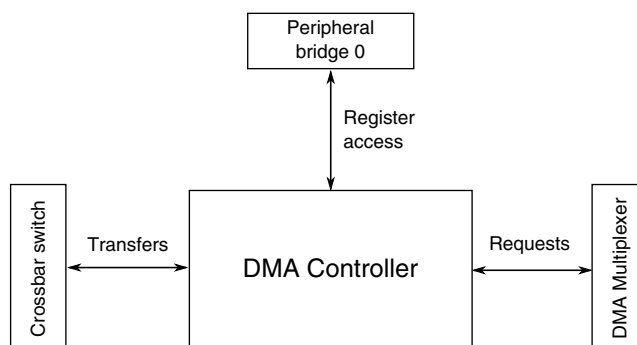 Peripheral
bridge 0
Register
access
Crossbar switch
Transfers
DMA Controller
Requests
DMA Multiplexer